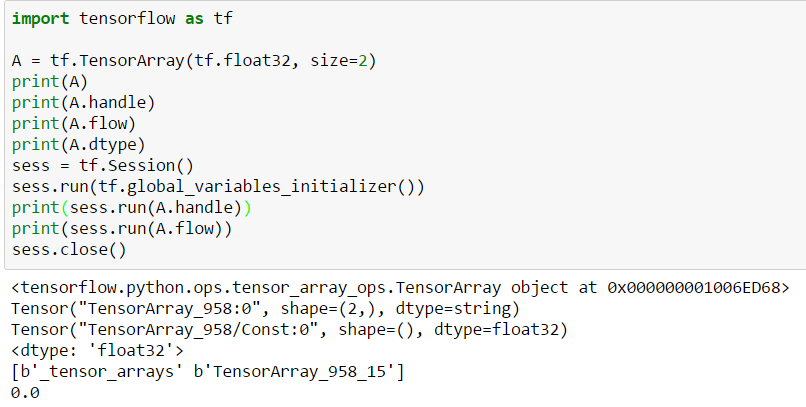 import tensorflow as tf
A = tf.TensorArray(tf.float32, size=2)
print(A)
print(A.handle)
print(A.flow)
print(A.dtype)
sess = tf.Session()
sess.run(tf.global_variables_initializer())
print(sess.run(A.handle))
print(sess.run(A.flow))
sess.close()
<tensorflow.python.ops.tensor_array_ops.TensorArray object at 0x000000001006ED68>
Tensor("TensorArray_958:0", shape=(2,), dtype=string)
Tensor("TensorArray_958/Const:0", shape=(), dtype=float32)
<dtype: 'float32'>
[b'_tensor_arrays' b'TensorArray_958_15']
0.0